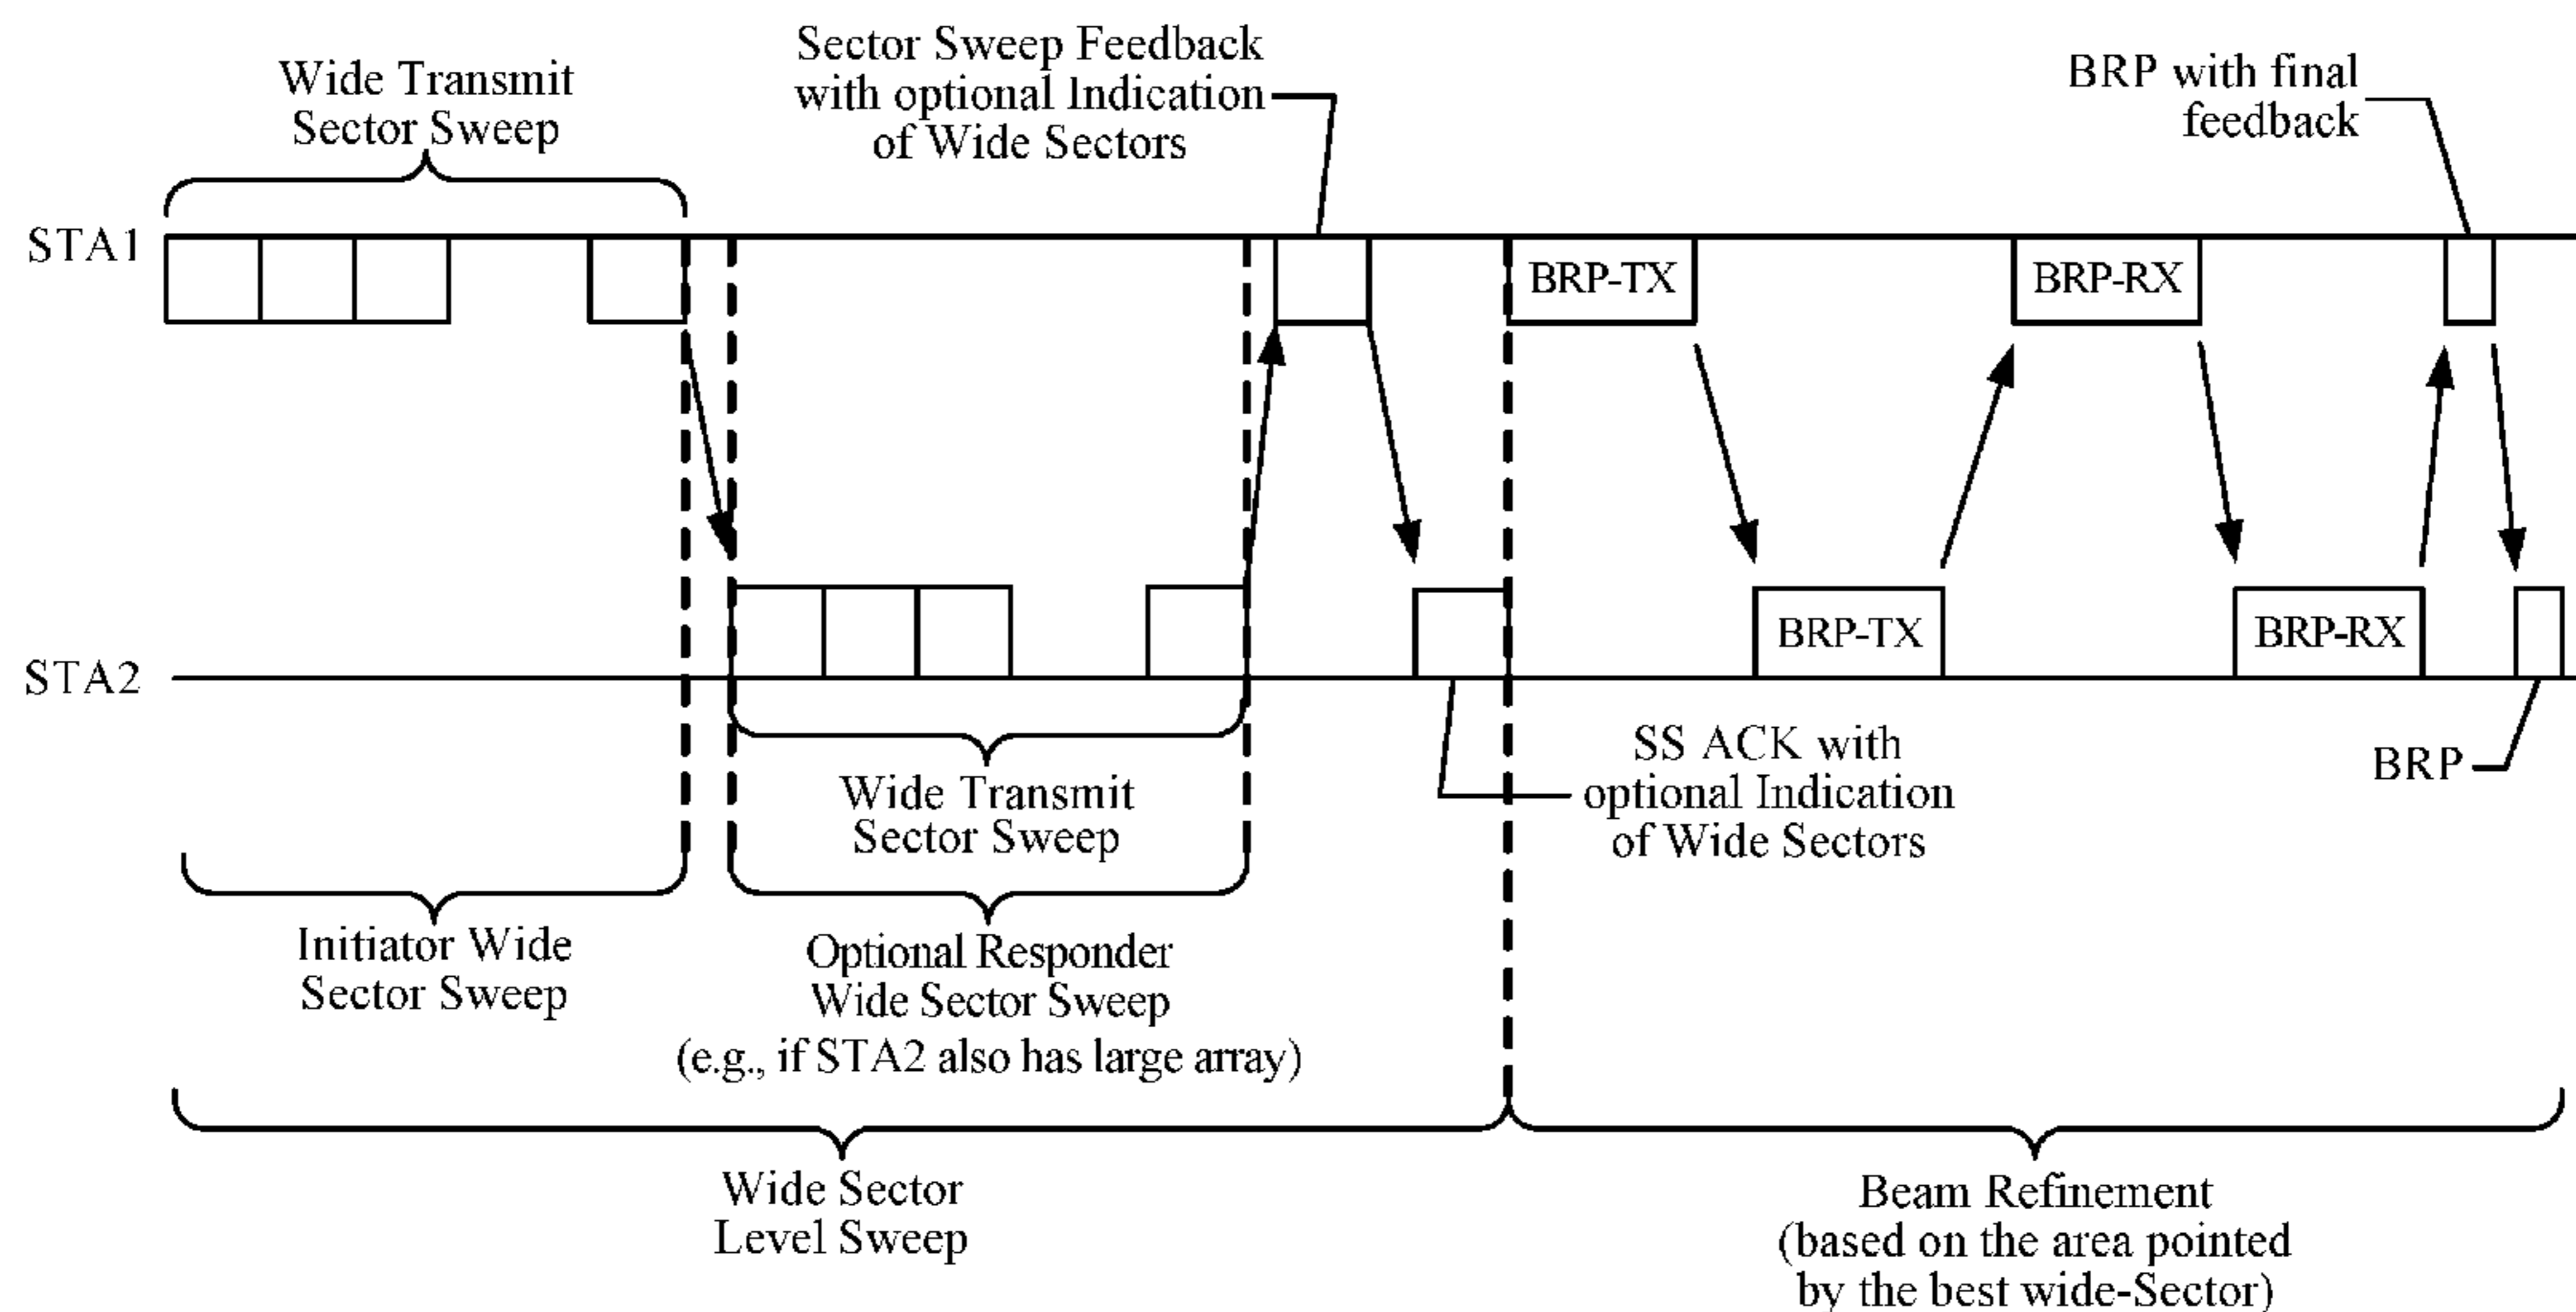 Wide Transmit
Sector Sweep
Sector Sweep Feedback
with optional Indication
of Wide Sectors
BRP with final
feedback
STA1
BRP-TX
BRP-RX
BRP-TX
BRP-RX
STA2
Wide Transmit
Sector Sweep
SS ACK with
optional Indication
of Wide Sectors
BRP
Initiator Wide
Sector Sweep
Optional Responder
Wide Sector Sweep
(e.g., if STA2 also has large array)
Wide Sector
Level Sweep
Beam Refinement
(based on the area pointed
by the best wide-Sector)